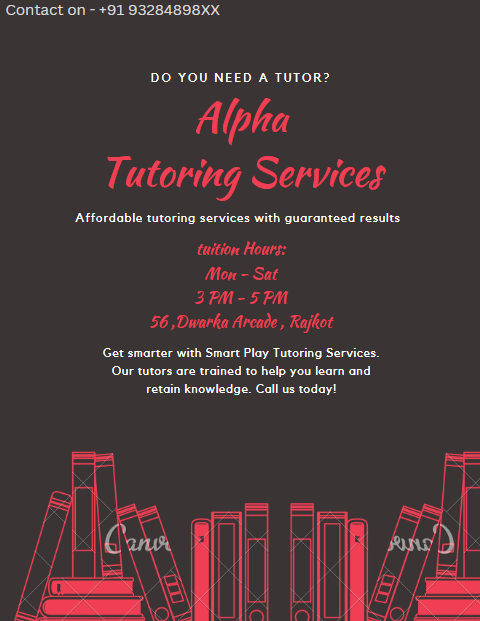 Contact on - +91 93284898XX
DO YOU NEED A TUTOR?
Alpha
Tutoring Services
Affordable tutoring services with guaranteed results
tuition Hours:
Mon - Sat
3 PM - 5 PM
56 ,Dwarka Arcade , Rajkot
Get smarter with Smart Play Tutoring Services.
Our tutors are trained to help you learn and
retain knowledge. Call us today!
Canva
Canva